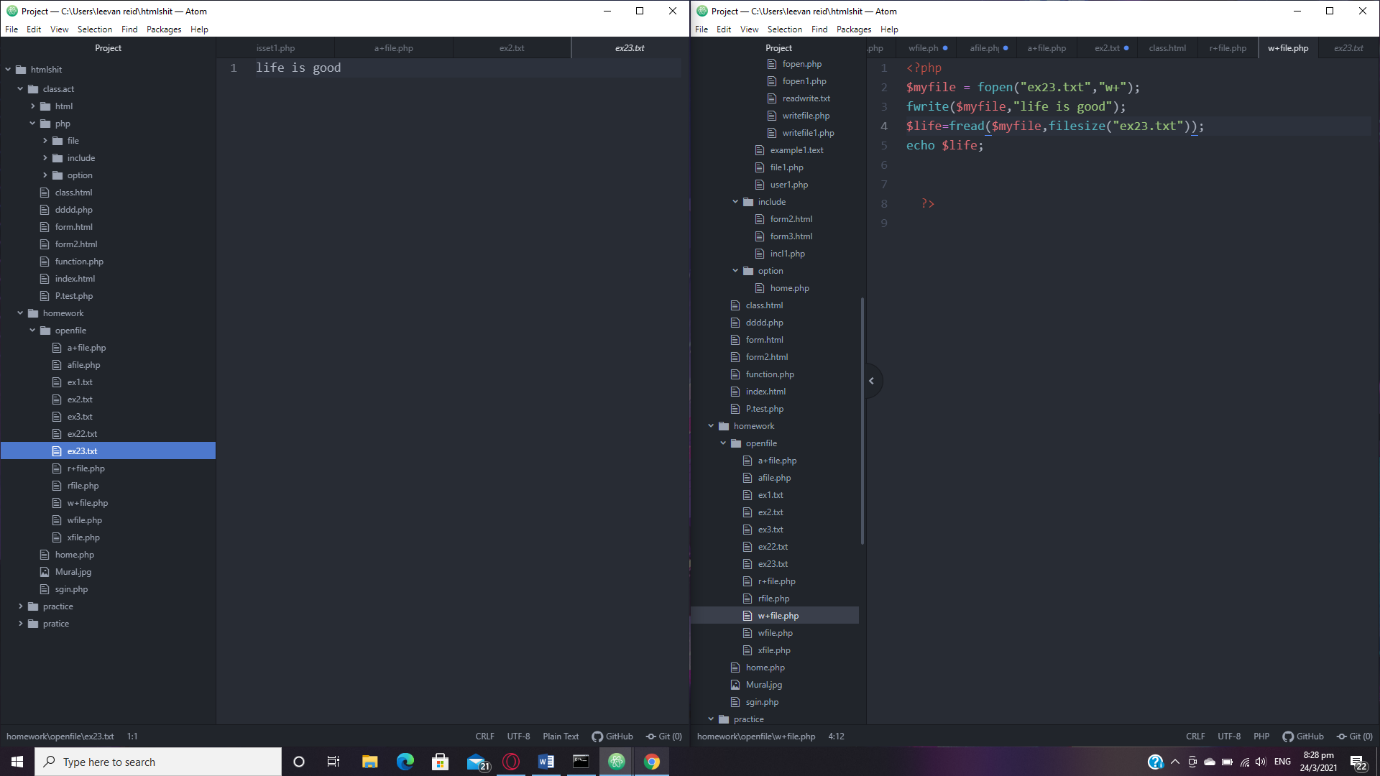 Project — C:\Users\leevan reid\htmlshit — Atom
File Edit View Selection Find Packages Help
Project
isset1.php a+file.php ex2.txt ex23.txt
htmlshit
class.act
html
php
file
include
option
class.html
dddd.php
form.html
form2.html
function.php
index.html
P.test.php
homework
openfile
a+file.php
afile.php
ex1.txt
ex2.txt
ex3.txt
ex22.txt
ex23.txt
r+file.php
rfile.php
w+file.php
wfile.php
xfile.php
home.php
Mural.jpg
sgin.php
practice
pratice
1 life is good
homework\openfile\ex23.txt 1:1 CRLF UTF-8 Plain Text GitHub Git (0)
Project — C:\Users\leevan reid\htmlshit — Atom
File Edit View Selection Find Packages Help
Project
.php wfile.ph afile.php a+file.php ex2.txt class.html r+file.php w+file.php ex23.txt
fopen.php
fopen1.php
readwrite.txt
writefile.php
writefile1.php
example1.text
file1.php
user1.php
include
form2.html
form3.html
incl1.php
option
home.php
class.html
dddd.php
form.html
form2.html
function.php
index.html
P.test.php
homework
openfile
a+file.php
afile.php
ex1.txt
ex2.txt
ex3.txt
ex22.txt
ex23.txt
r+file.php
rfile.php
w+file.php
wfile.php
xfile.php
home.php
Mural.jpg
sgin.php
practice
1 <?php
2 $myfile = fopen("ex23.txt","w+");
3 fwrite($myfile,"life is good");
4 $life=fread($myfile,filesize("ex23.txt"));
5 echo $life;
6
7
8 ?>
9
homework\openfile\w+file.php 4:12 CRLF UTF-8 PHP GitHub Git (0)
Type here to search
21
ENG
8:28 pm
24/3/2021
22